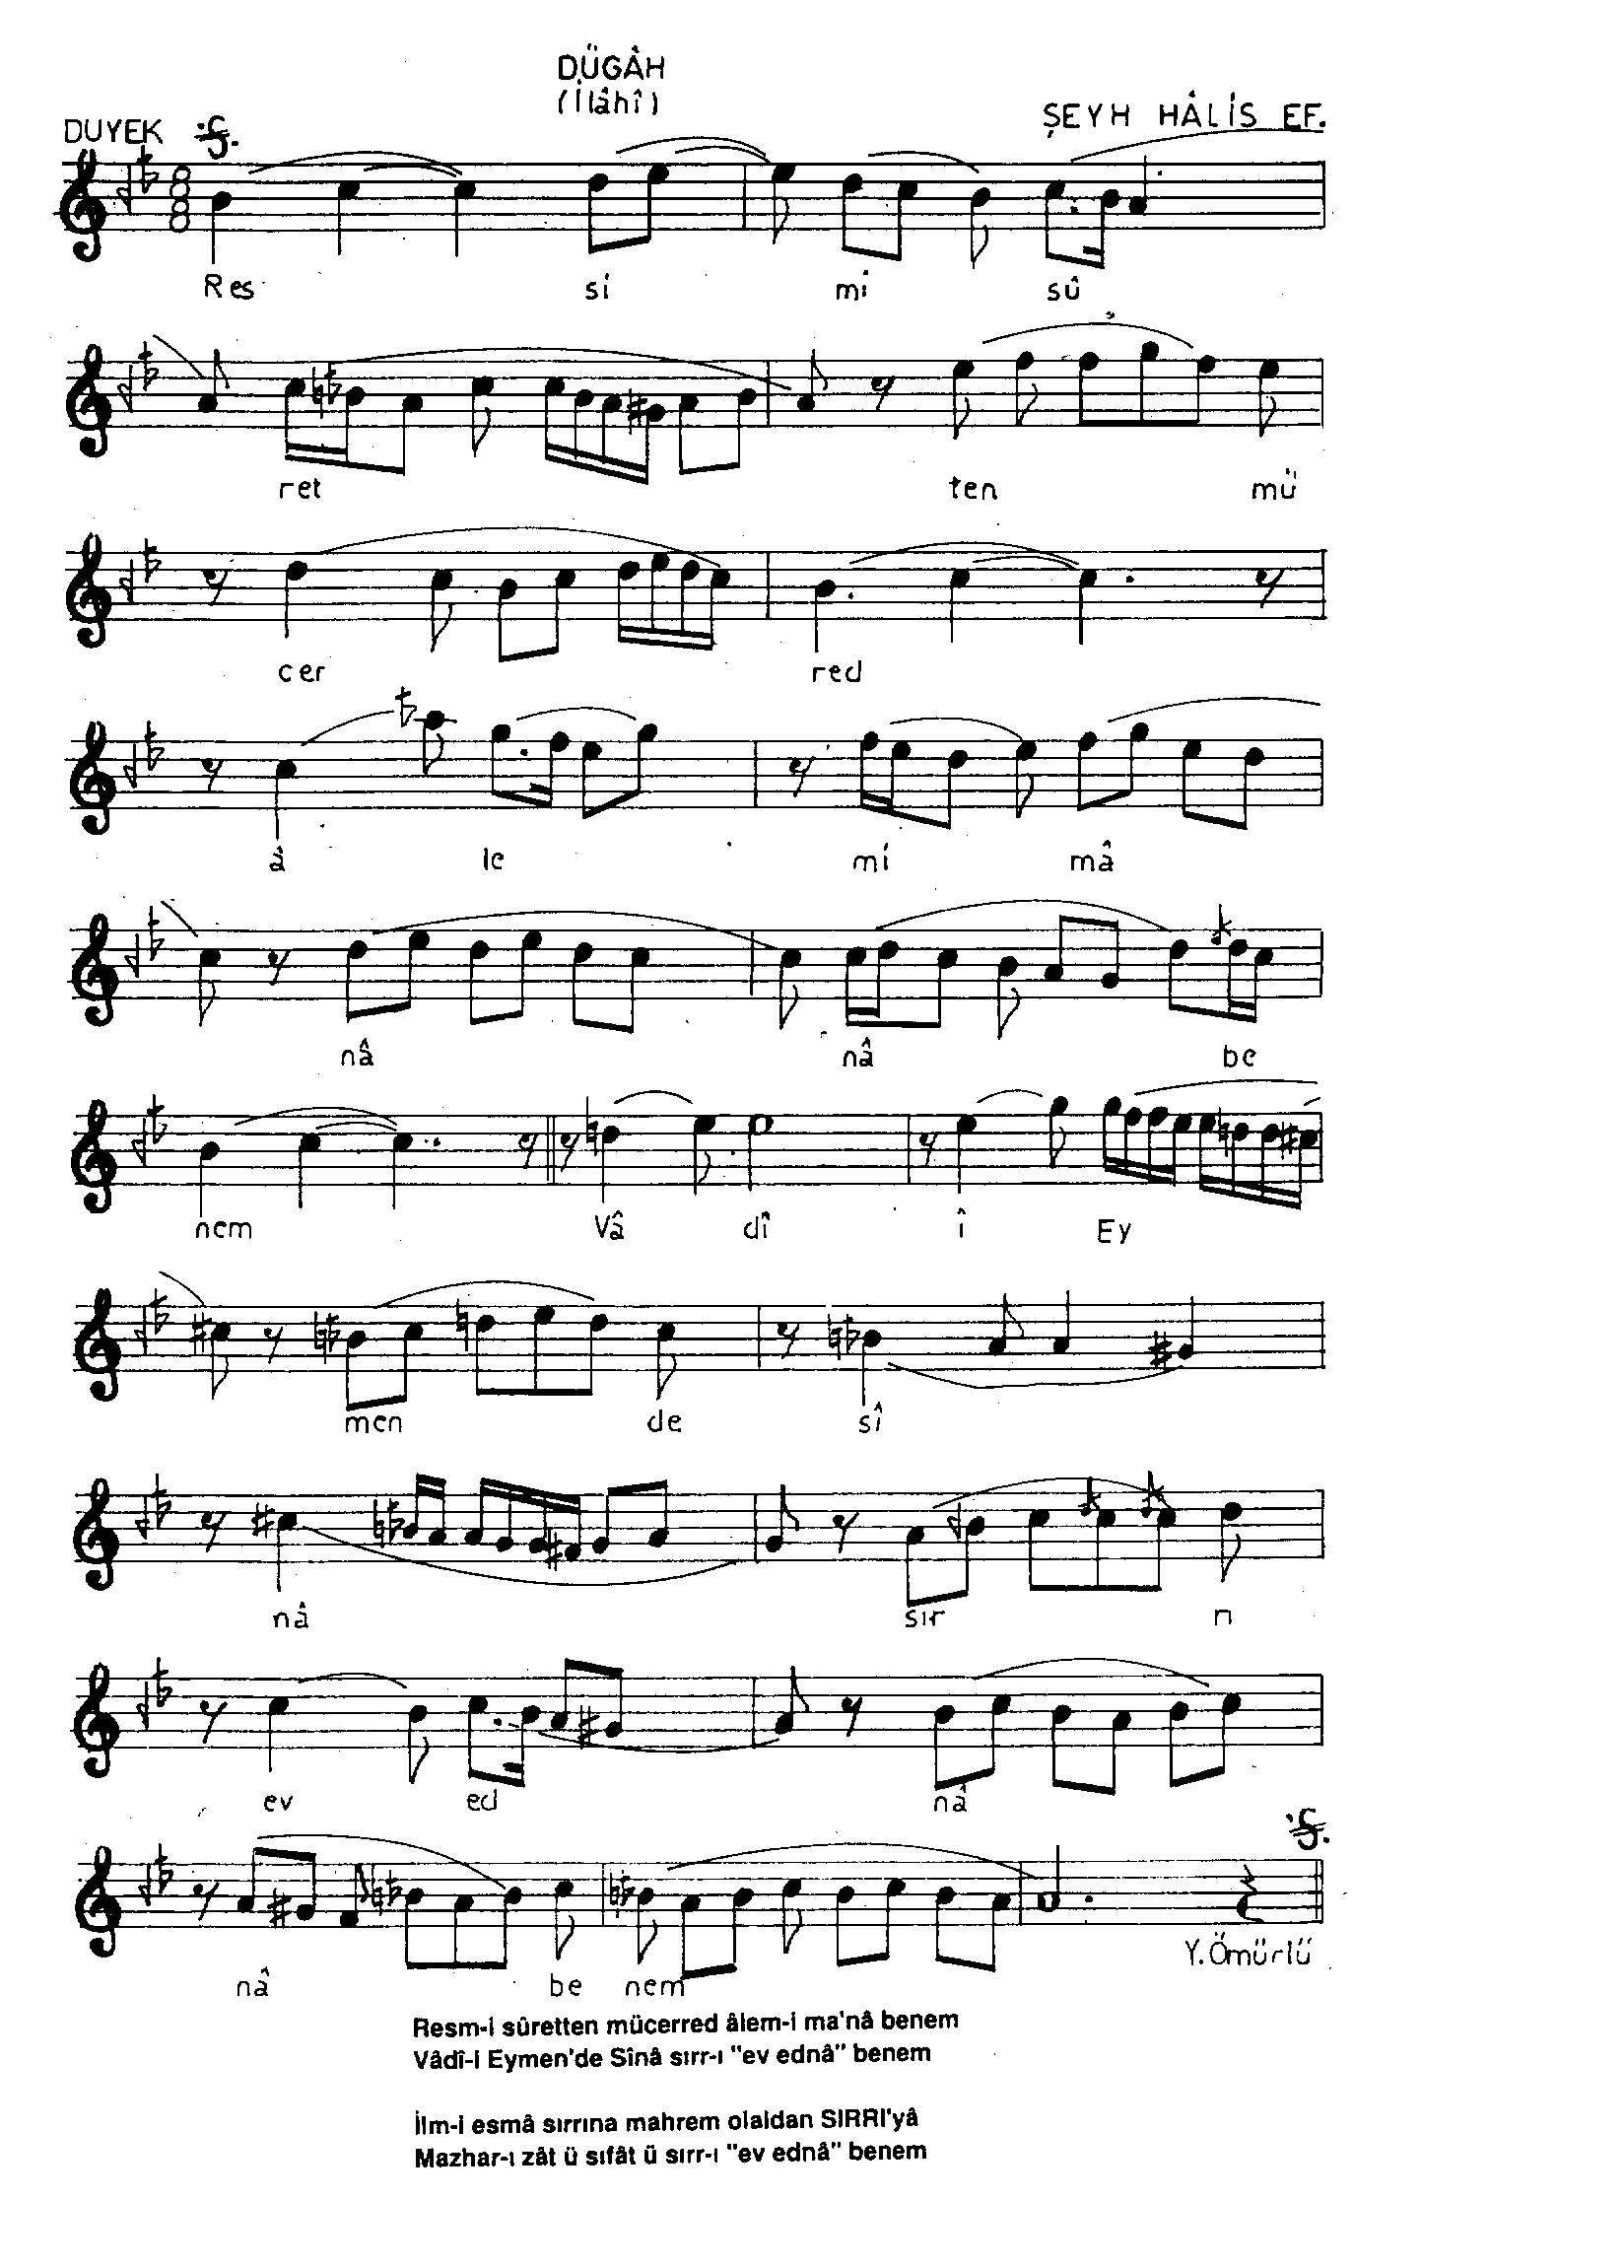 DÜGÂH
(İlâhî)
DUYEK
ŞEYH HÂLİS EF.
8 4
Res si mi sû
ret ten mü
cer red
â le mi mâ
nâ nâ be
nem Vâ dî î Ey
men de sî
nâ sır rı
ev ed nâ
nâ be nem
Y. Ömürlü
Resm-i sûretten mücerred âlem-i ma'nâ benem
Vâdî-i Eymen'de Sînâ sırr-ı "ev ednâ" benem
İlm-i esmâ sırrına mahrem olaldan SIRRI'yâ
Mazhar-ı zât ü sıfât ü sırr-ı "ev ednâ" benem